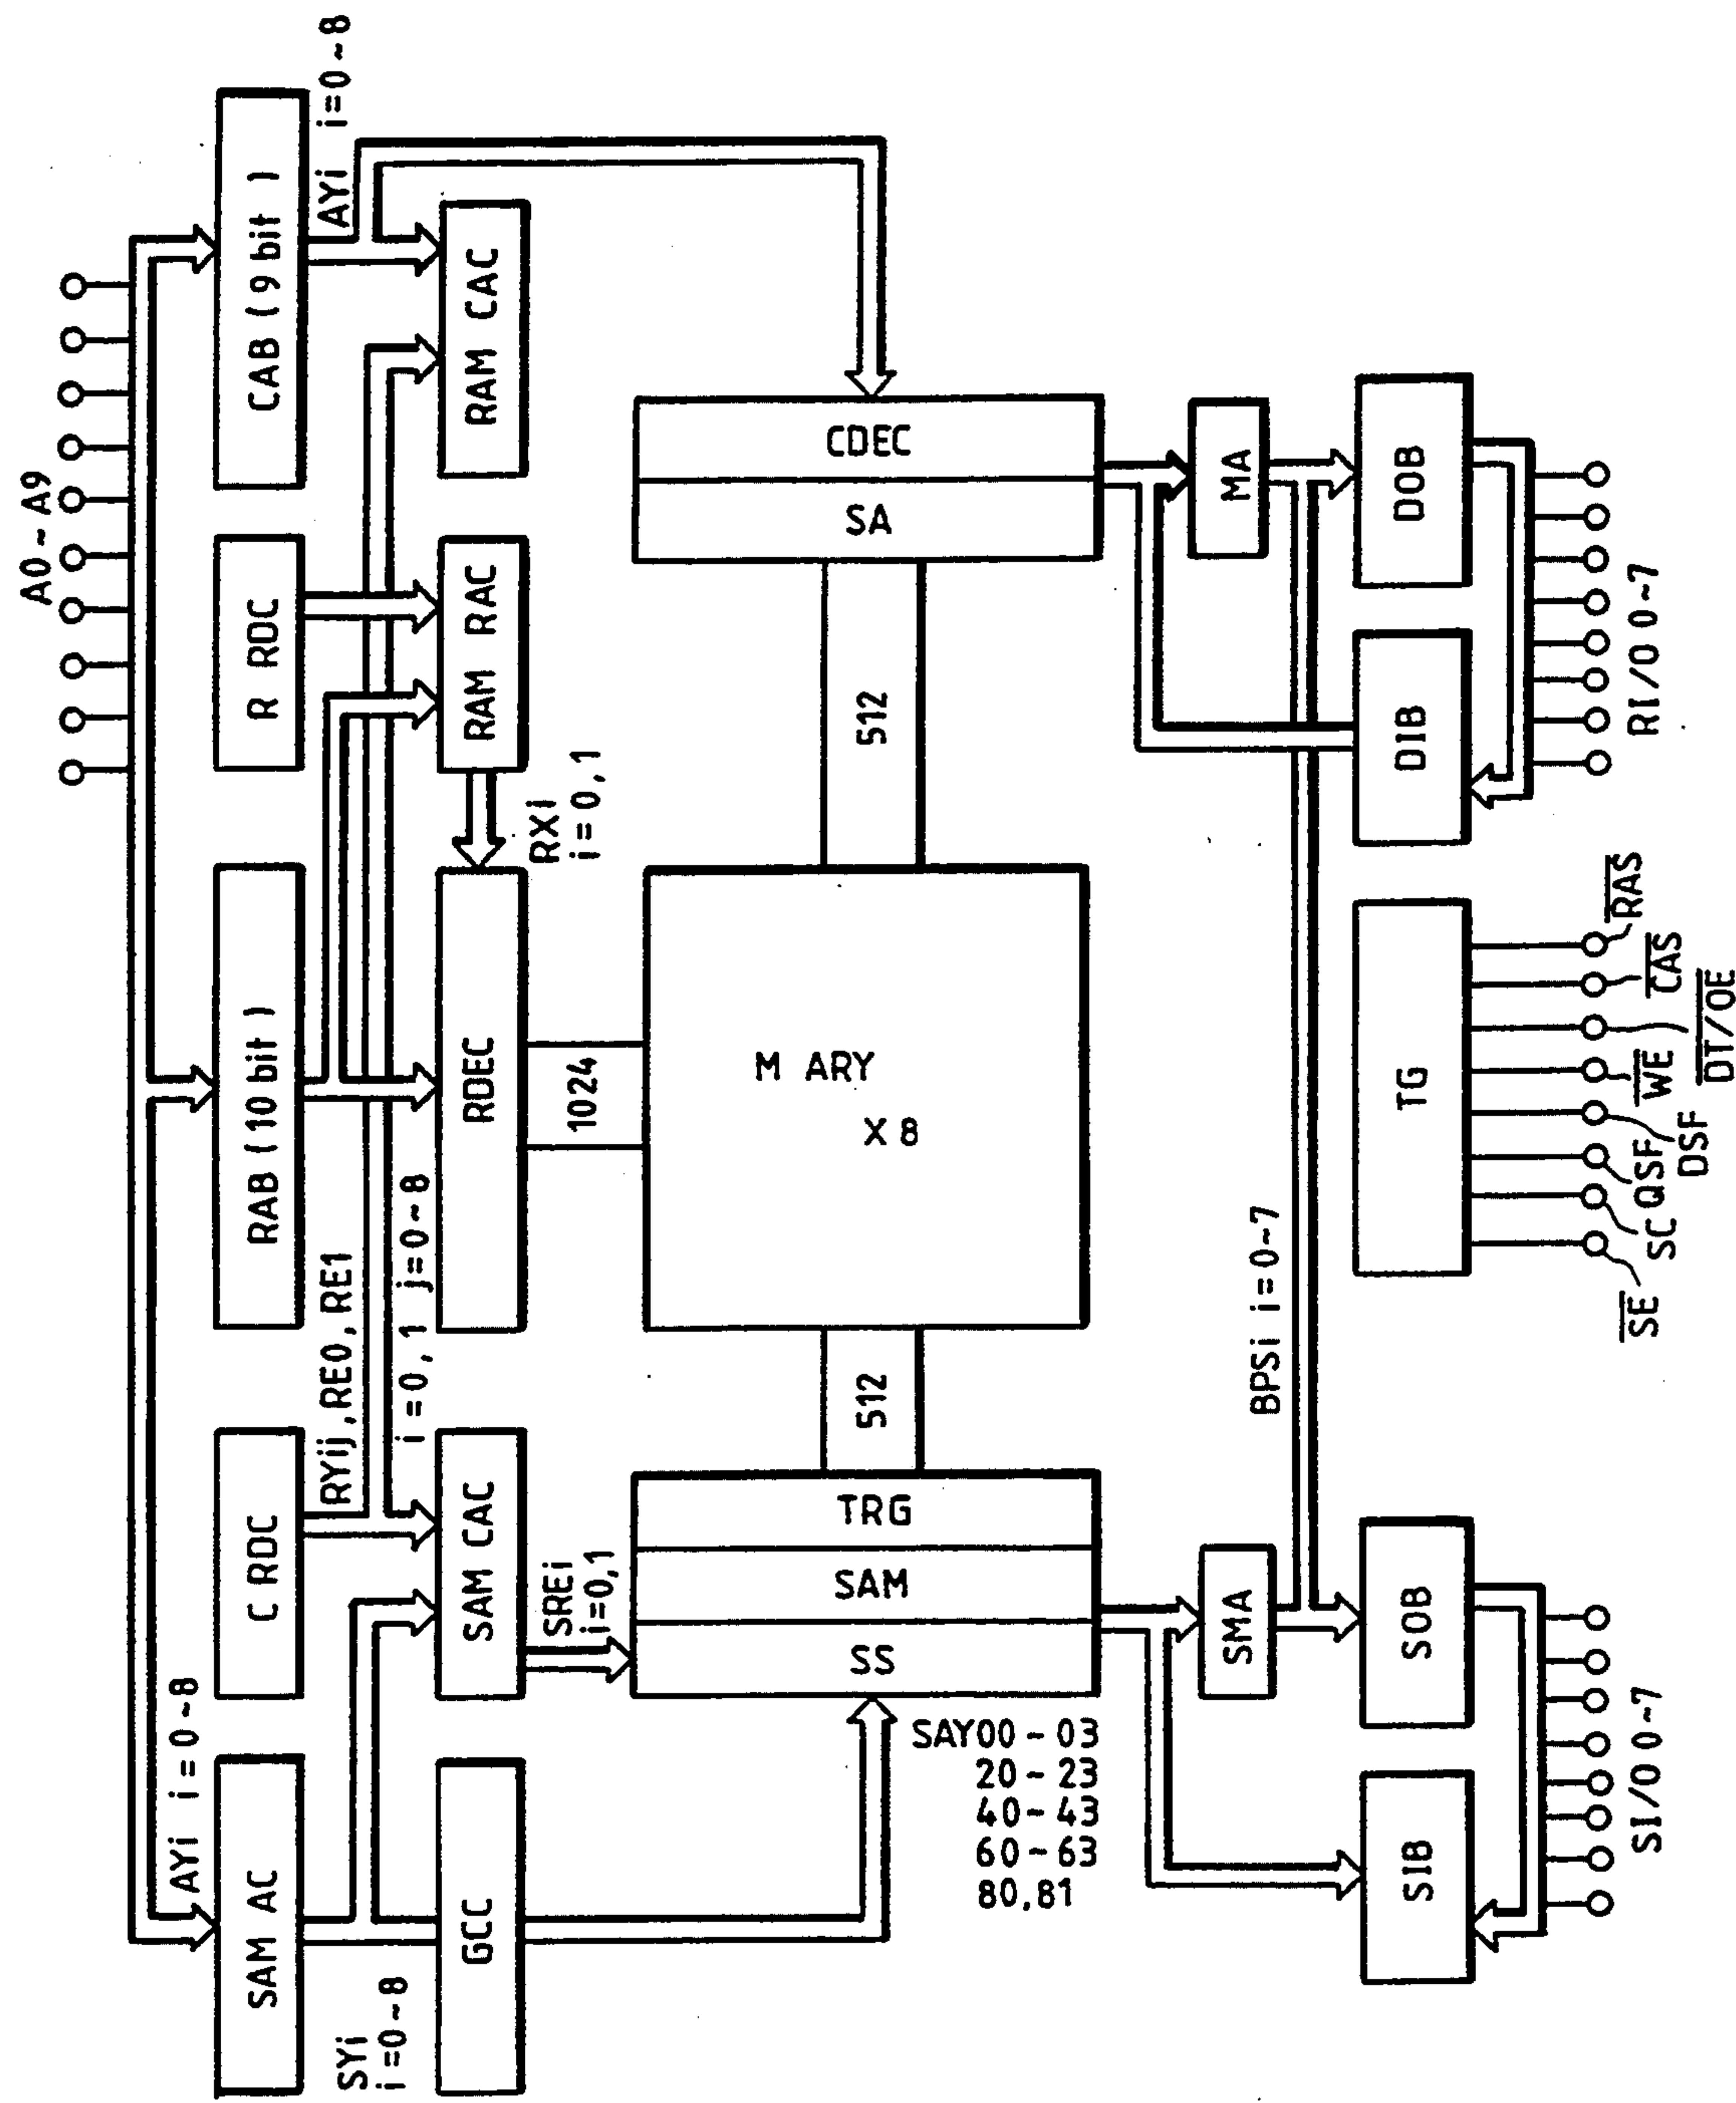 A0~A9
CAB (9 bit)
R RDC
RAB (10 bit)
C RDC
SAM AC
AYi i=0~8
AYi i=0~8
RYij, RE0, RE1
i=0, 1 j=0~8
SYi
i=0~8
RAM CAC
RAM RAC
RDEC
SAM CAC
GCC
RXi
i=0,1
SREi
i=0,1
1024
CDEC
SA
512
M ARY
X8
512
TRG
SAM
SS
SAY00-03
20~23
40-43
60~63
80,81
MA
SMA
BPSi i=0~7
DOB
DIB
TG
SOB
SIB
RI/O 0~7
RAS
CAS
DT/OE
WE
DSF
QSF
SC
SE
SI/O 0~7